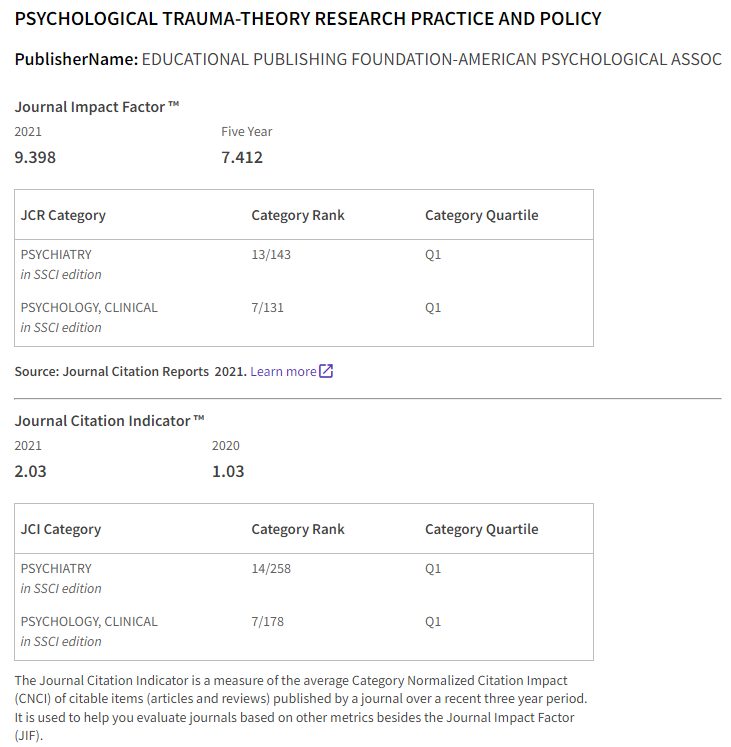 PSYCHOLOGICAL TRAUMA-THEORY RESEARCH PRACTICE AND POLICY
PublisherName: EDUCATIONAL PUBLISHING FOUNDATION-AMERICAN PSYCHOLOGICAL ASSOC
Journal Impact Factor ™
2021 Five Year
9.398 7.412
JCR Category Category Rank Category Quartile
PSYCHIATRY 13/143 Q1
in SSCI edition
PSYCHOLOGY, CLINICAL 7/131 Q1
in SSCI edition
Source: Journal Citation Reports 2021. Learn more
Journal Citation Indicator ™
2021 2020
2.03 1.03
JCI Category Category Rank Category Quartile
PSYCHIATRY 14/258 Q1
in SSCI edition
PSYCHOLOGY, CLINICAL 7/178 Q1
in SSCI edition
The Journal Citation Indicator is a measure of the average Category Normalized Citation Impact
(CNCI) of citable items (articles and reviews) published by a journal over a recent three year period.
It is used to help you evaluate journals based on other metrics besides the Journal Impact Factor
(JIF).